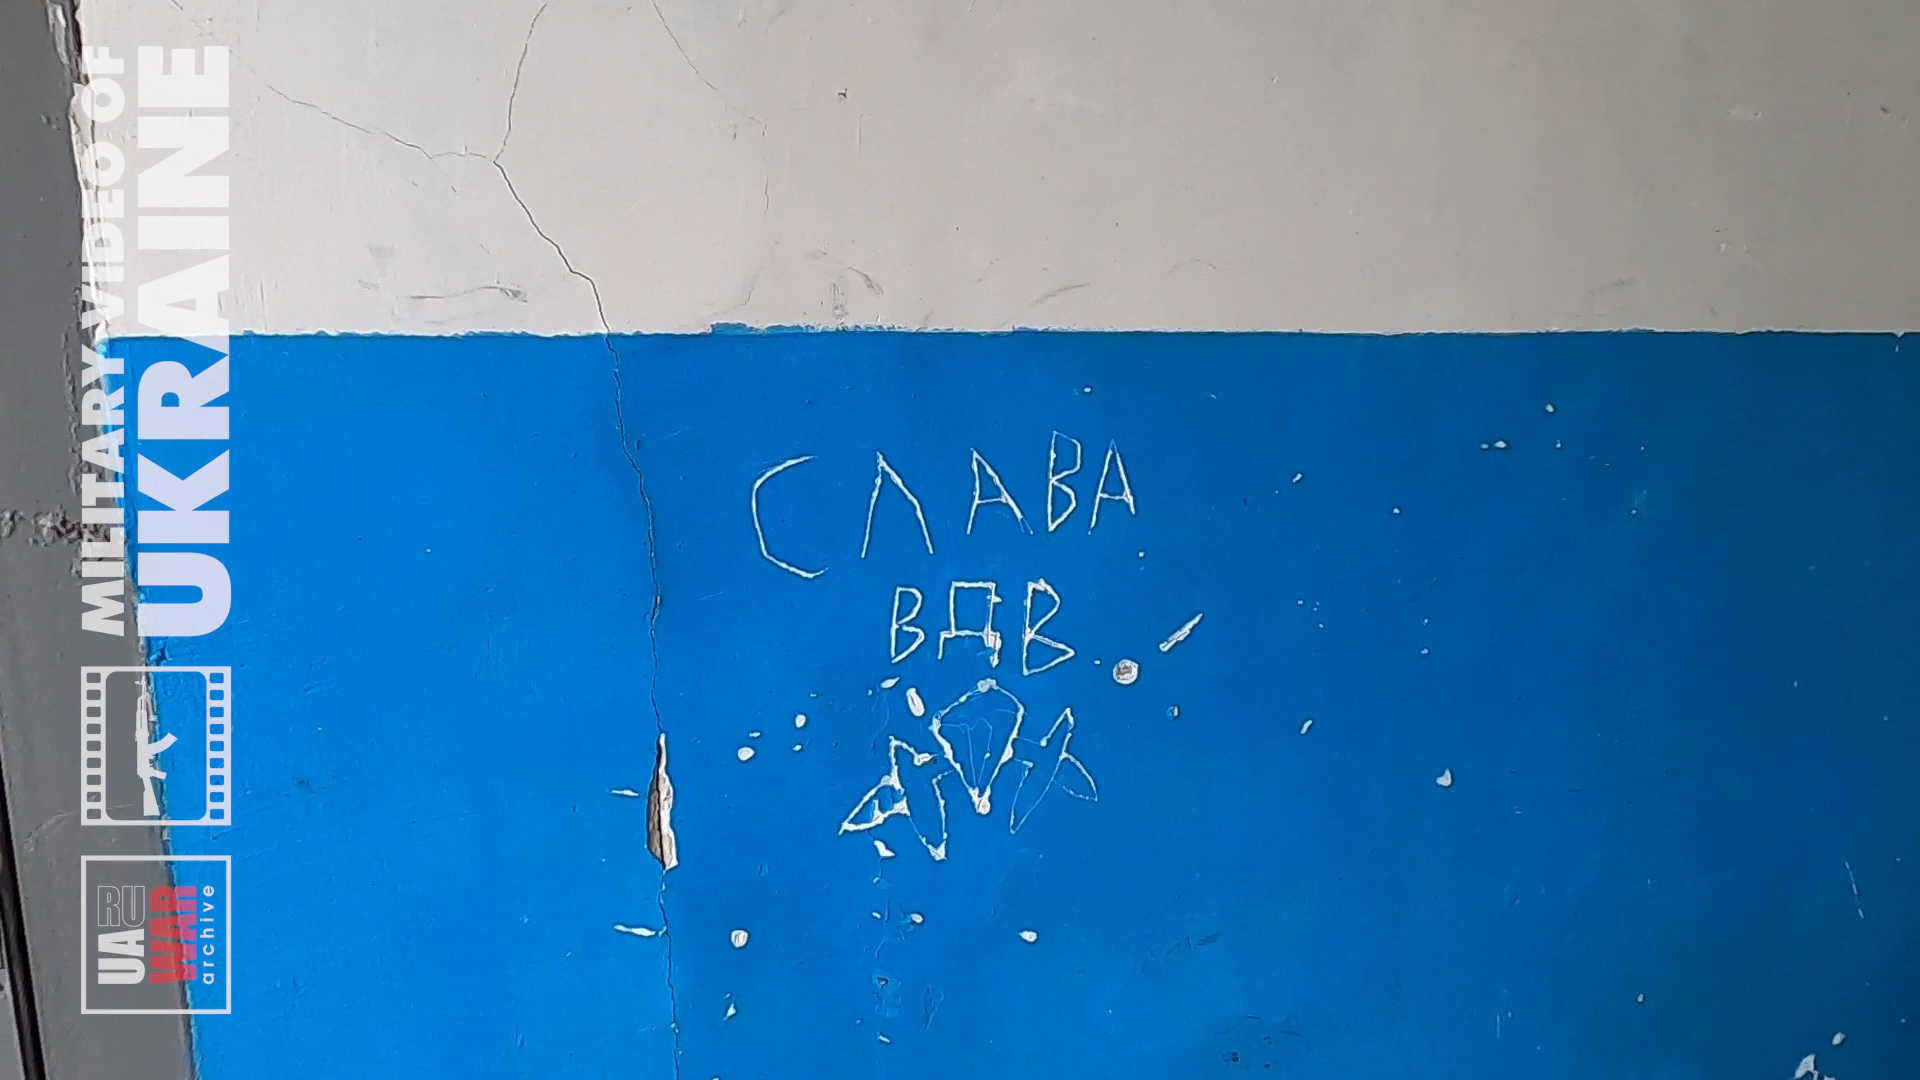 MILITARY VIDEO OF
UKRAINE
RU
UA
WAR
archive
СЛАВА
ВДВ